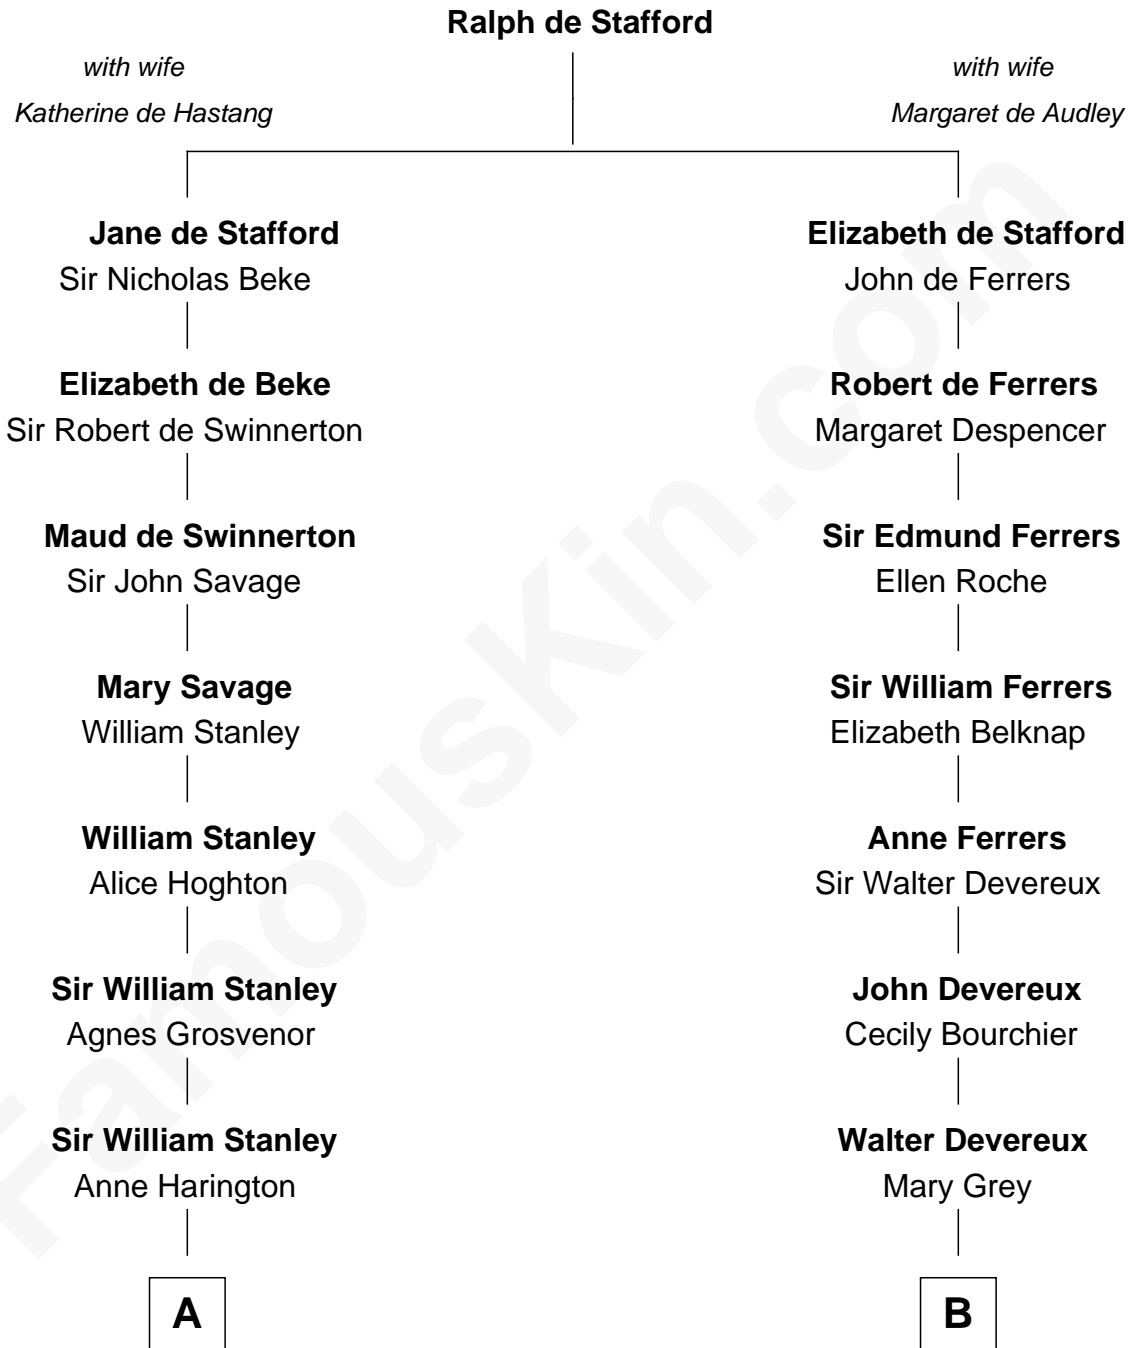 Ralph de Stafford
with wife
Katherine de Hastang
with wife
Margaret de Audley
Jane de Stafford
Sir Nicholas Beke
Elizabeth de Stafford
John de Ferrers
Elizabeth de Beke
Sir Robert de Swinnerton
Robert de Ferrers
Margaret Despencer
Maud de Swinnerton
Sir John Savage
Sir Edmund Ferrers
Ellen Roche
Mary Savage
William Stanley
Sir William Ferrers
Elizabeth Belknap
William Stanley
Alice Hoghton
Anne Ferrers
Sir Walter Devereux
Sir William Stanley
Agnes Grosvenor
John Devereux
Cecily Bourchier
Sir William Stanley
Anne Harington
Walter Devereux
Mary Grey
A
B
FamousKin.com